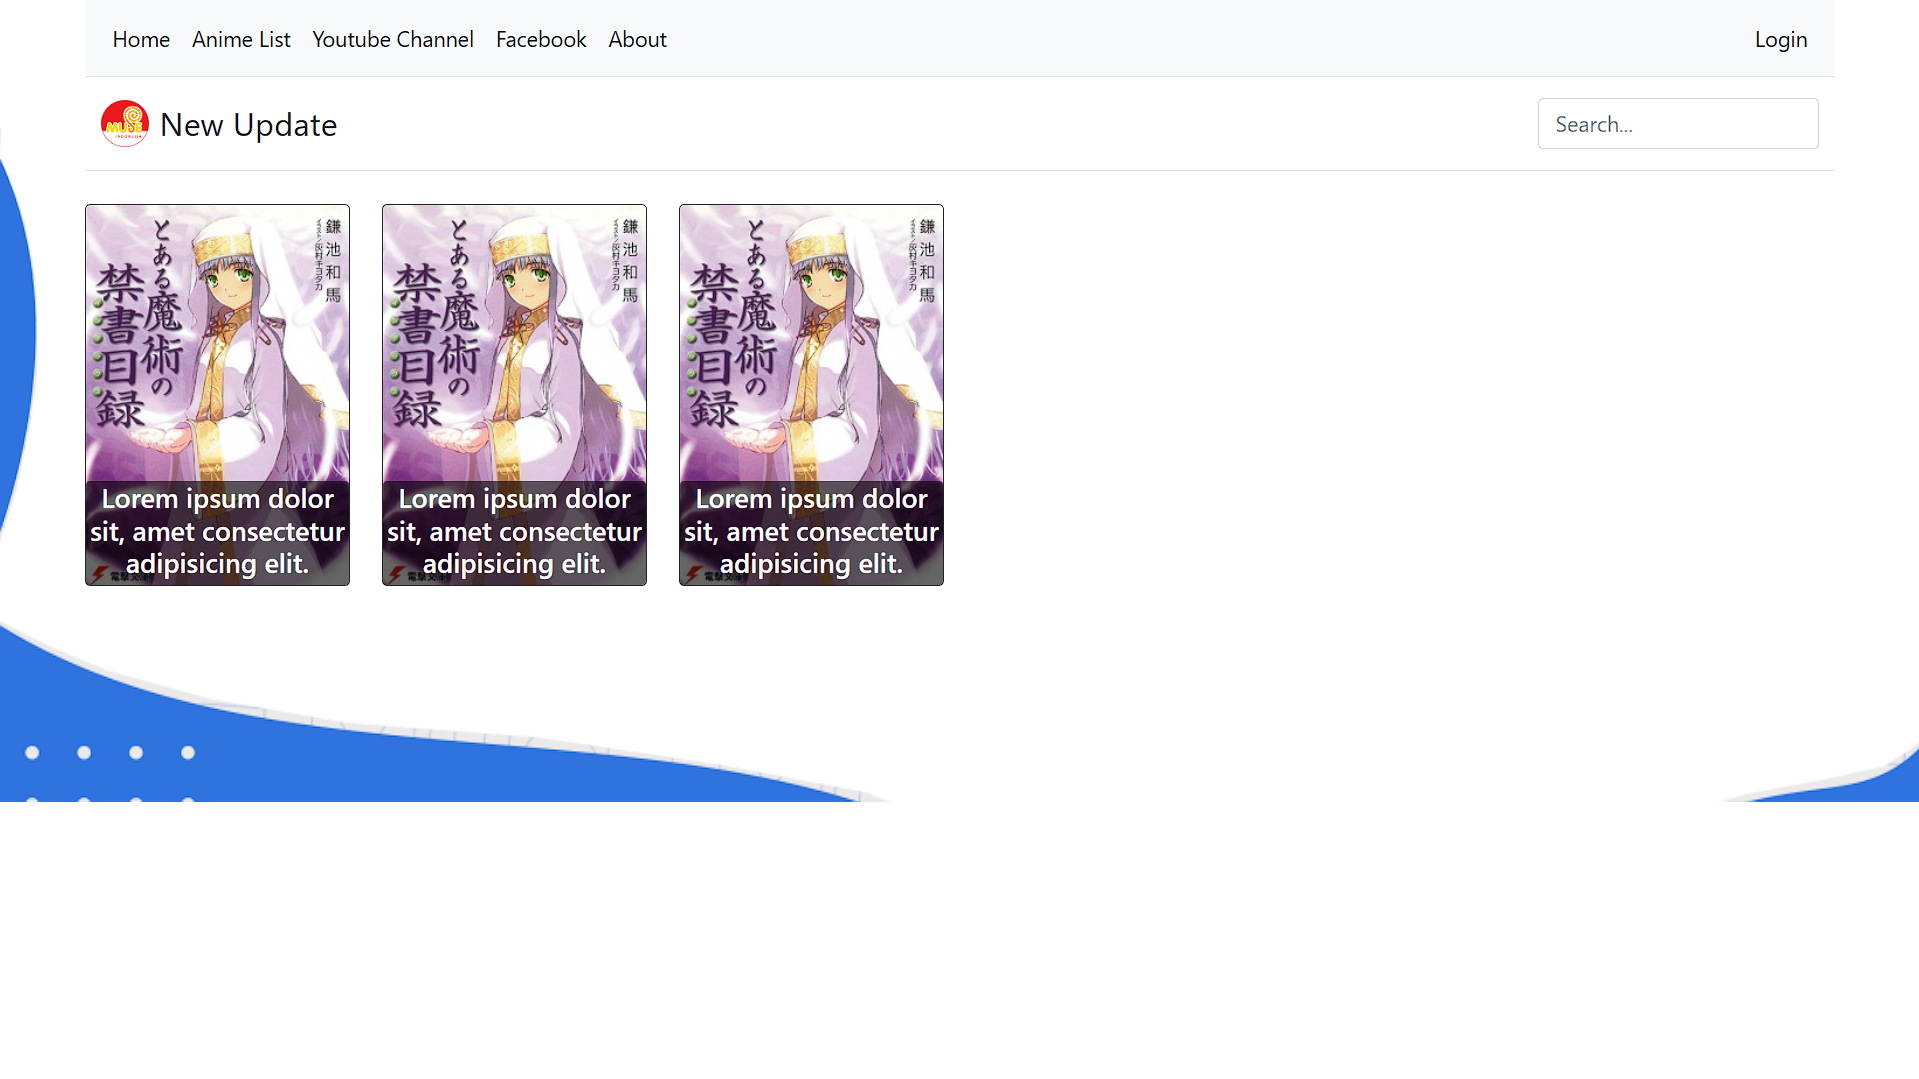 Home Anime List Youtube Channel Facebook About Login
MUSE
INDONESIA
New Update
Search...
とある魔術の
禁書目録
鎌池和馬
イラスト/灰村キヨタカ
電撃文庫
Lorem ipsum dolor
sit, amet consectetur
adipisicing elit.
とある魔術の
禁書目録
鎌池和馬
イラスト/灰村キヨタカ
電撃文庫
Lorem ipsum dolor
sit, amet consectetur
adipisicing elit.
とある魔術の
禁書目録
鎌池和馬
イラスト/灰村キヨタカ
電撃文庫
Lorem ipsum dolor
sit, amet consectetur
adipisicing elit.